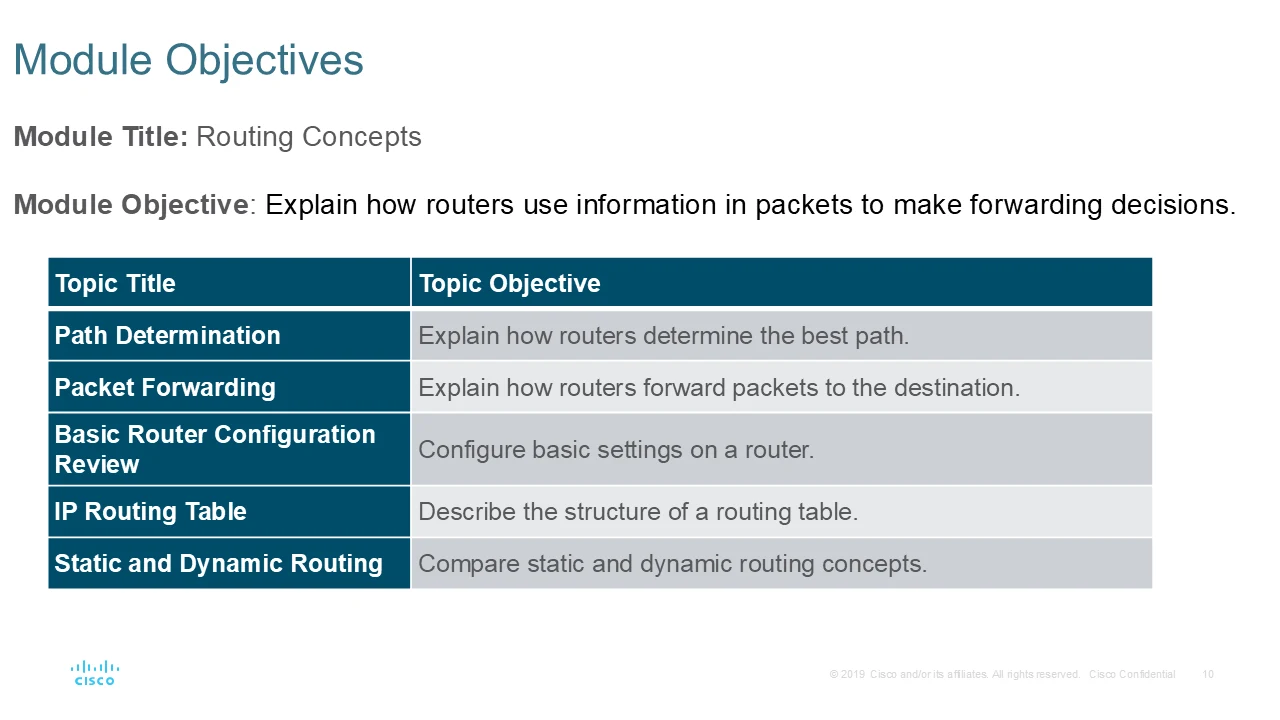 Module Objectives
Module Title: Routing Concepts
Module Objective: Explain how routers use information in packets to make forwarding decisions.
Topic Title Topic Objective
Path Determination Explain how routers determine the best path.
Packet Forwarding Explain how routers forward packets to the destination.
Basic Router Configuration
Review
Configure basic settings on a router.
IP Routing Table Describe the structure of a routing table.
Static and Dynamic Routing Compare static and dynamic routing concepts.
CISCO
© 2019 Cisco and/or its affiliates. All rights reserved. Cisco Confidential 10